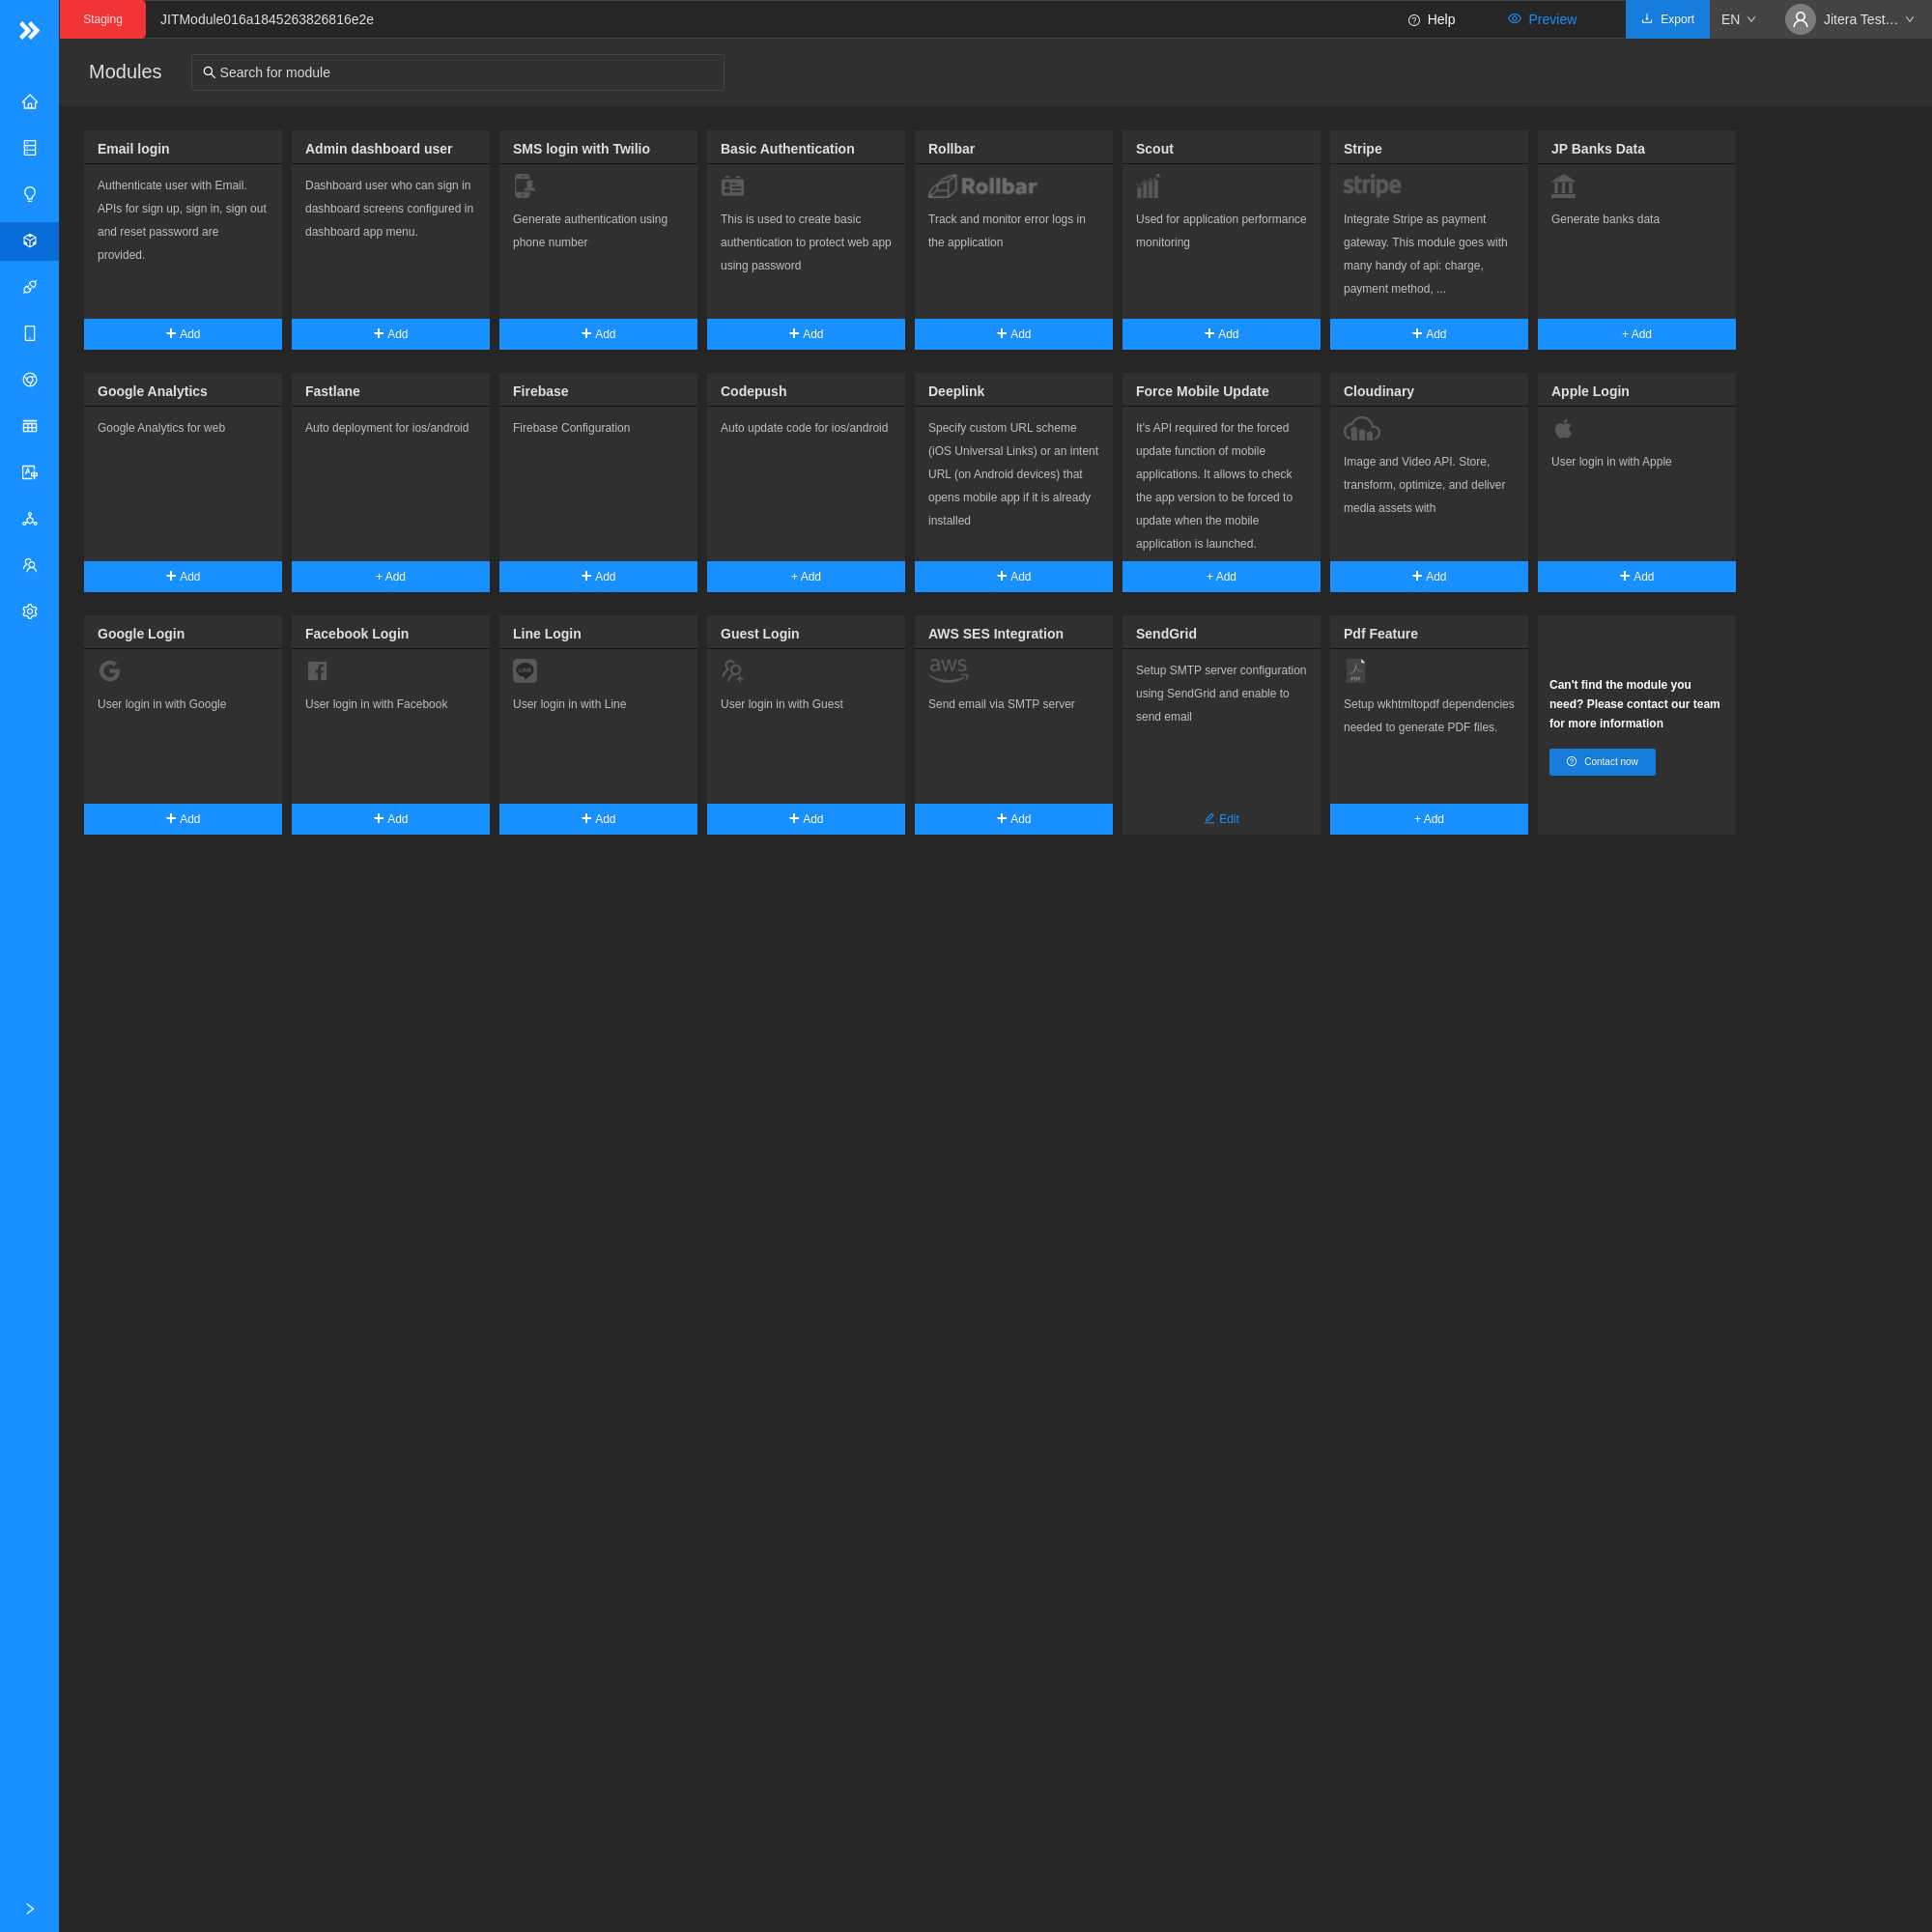 Staging
JITModule016a1845263826816e2e
Help
Preview
Export
EN
Jitera Test…
Modules
Search for module
Email login
Authenticate user with Email.
APIs for sign up, sign in, sign out
and reset password are
provided.
Add
Admin dashboard user
Dashboard user who can sign in
dashboard screens configured in
dashboard app menu.
Add
SMS login with Twilio
Generate authentication using
phone number
Add
Basic Authentication
This is used to create basic
authentication to protect web app
using password
Add
Rollbar
Rollbar
Track and monitor error logs in
the application
Add
Scout
Used for application performance
monitoring
Add
Stripe
stripe
Integrate Stripe as payment
gateway. This module goes with
many handy of api: charge,
payment method, ...
Add
JP Banks Data
Generate banks data
+ Add
Google Analytics
Google Analytics for web
Add
Fastlane
Auto deployment for ios/android
+ Add
Firebase
Firebase Configuration
Add
Codepush
Auto update code for ios/android
+ Add
Deeplink
Specify custom URL scheme
(iOS Universal Links) or an intent
URL (on Android devices) that
opens mobile app if it is already
installed
Add
Force Mobile Update
It's API required for the forced
update function of mobile
applications. It allows to check
the app version to be forced to
update when the mobile
application is launched.
+ Add
Cloudinary
Image and Video API. Store,
transform, optimize, and deliver
media assets with
Add
Apple Login
User login in with Apple
Add
Google Login
User login in with Google
Add
Facebook Login
User login in with Facebook
Add
Line Login
LINE
User login in with Line
Add
Guest Login
User login in with Guest
Add
AWS SES Integration
aws
Send email via SMTP server
Add
SendGrid
Setup SMTP server configuration
using SendGrid and enable to
send email
Edit
Pdf Feature
PDF
Setup wkhtmltopdf dependencies
needed to generate PDF files.
+ Add
Can't find the module you
need? Please contact our team
for more information
Contact now